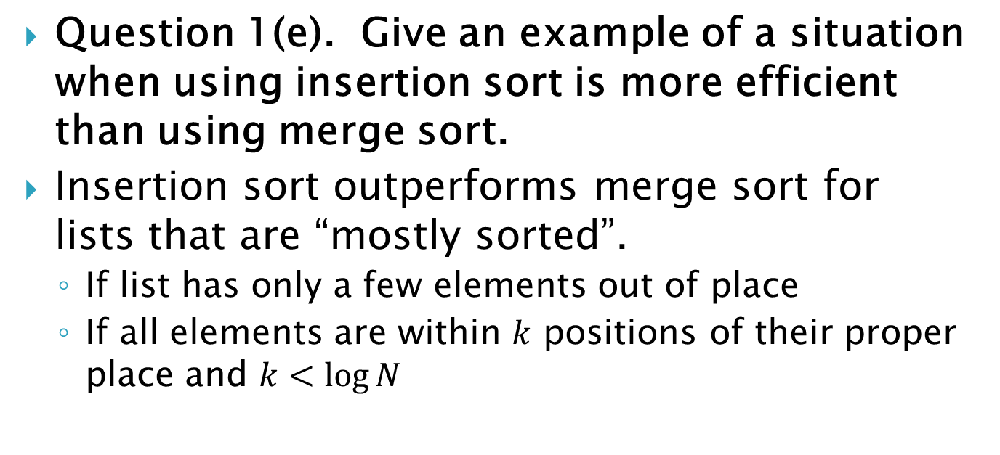 Question 1(e). Give an example of a situation
when using insertion sort is more efficient
than using merge sort.
Insertion sort outperforms merge sort for
lists that are “mostly sorted”.
If list has only a few elements out of place
If all elements are within k positions of their proper
place and k < log N